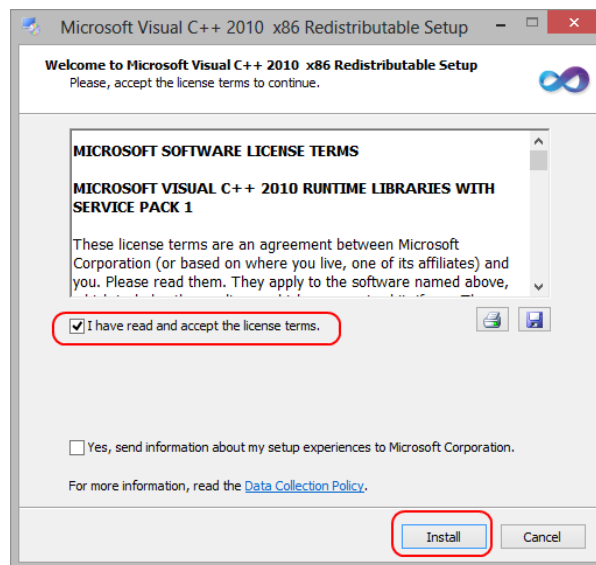 Microsoft Visual C++ 2010 x86 Redistributable Setup
Welcome to Microsoft Visual C++ 2010 x86 Redistributable Setup
Please, accept the license terms to continue.
MICROSOFT SOFTWARE LICENSE TERMS
MICROSOFT VISUAL C++ 2010 RUNTIME LIBRARIES WITH
SERVICE PACK 1
These license terms are an agreement between Microsoft
Corporation (or based on where you live, one of its affiliates) and
you. Please read them. They apply to the software named above,
I have read and accept the license terms.
Yes, send information about my setup experiences to Microsoft Corporation.
For more information, read the Data Collection Policy.
Install
Cancel